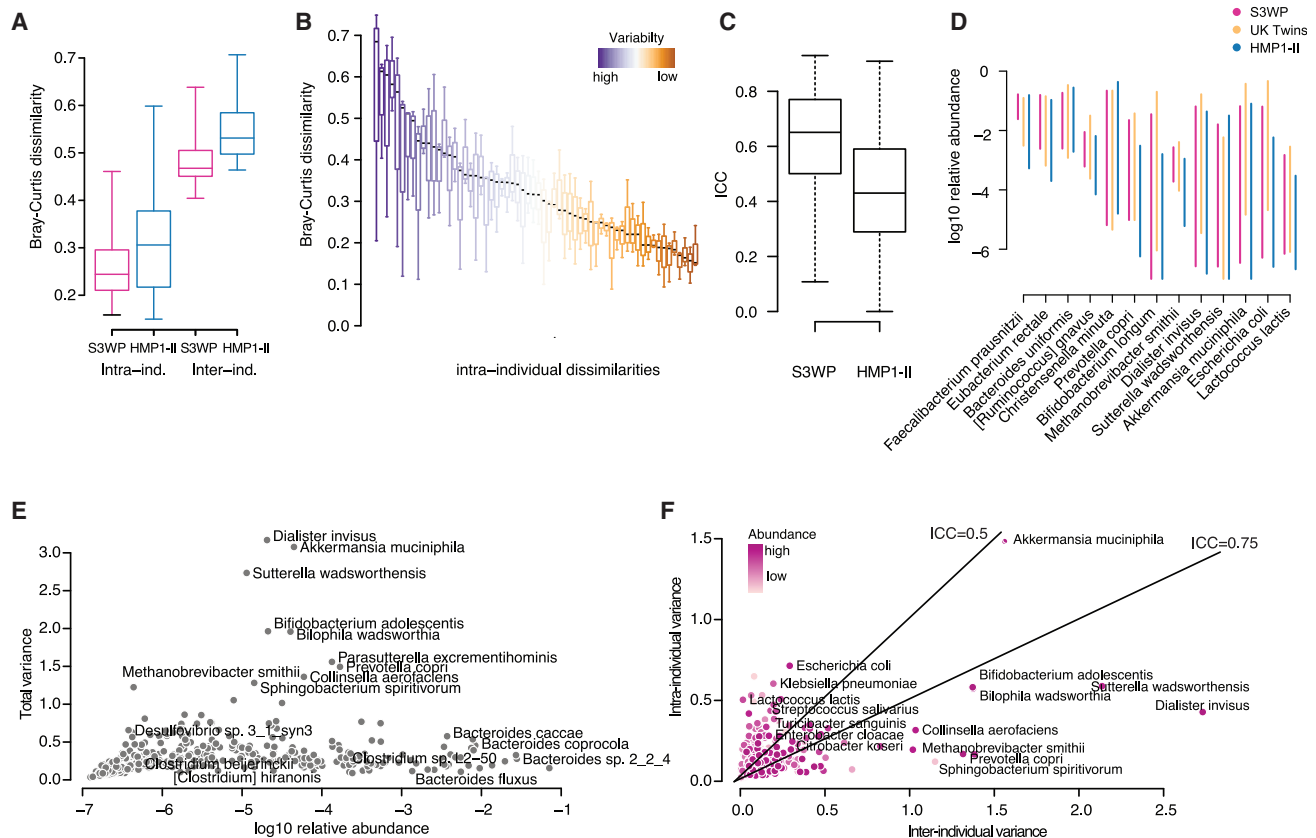 A
Bray-Curtis dissimilarity
0.7
0.6
0.5
0.4
0.3
0.2
S3WP HMP1-II S3WP HMP1-II
Intra-ind. Inter-ind.
B
Bray-Curtis dissimilarity
0.7
0.6
0.5
0.4
0.3
0.2
0.1
0.0
Variabilty
high low
intra-individual dissimilarities
C
ICC
0.8
0.6
0.4
0.2
0.0
S3WP HMP1-II
D
S3WP
UK Twins
HMP1-II
log10 relative abundance
0
−2
−4
−6
Faecalibacterium prausnitzii
Eubacterium rectale
Bacteroides uniformis
[Ruminococcus] gnavus
Christensenella minuta
Prevotella copri
Bifidobacterium longum
Methanobrevibacter smithii
Dialister invisus
Sutterella wadsworthensis
Akkermansia muciniphila
Escherichia coli
Lactococcus lactis
E
Total variance
3.0
2.5
2.0
1.5
1.0
0.5
0.0
Dialister invisus
Akkermansia muciniphila
Sutterella wadsworthensis
Bifidobacterium adolescentis
Bilophila wadsworthia
Parasutterella excrementihominis
Prevotella copri
Methanobrevibacter smithii
Collinsella aerofaciens
Sphingobacterium spiritivorum
Desulfovibrio sp. 3_1_syn3
Bacteroides caccae
Bacteroides coprocola
Clostridium sp. L2-50
Bacteroides sp. 2_2_4
Clostridium beijerinckii
[Clostridium] hiranonis
Bacteroides fluxus
−7 −6 −5 −4 −3 −2 −1
log10 relative abundance
F
Intra-individual variance
1.5
1.0
1.5
0.5
0.0
Abundance
high
low
ICC=0.5
ICC=0.75
Akkermansia muciniphila
Escherichia coli
Klebsiella pneumoniae
Bifidobacterium adolescentis
Sutterella wadsworthensis
Lactococcus lactis
Bilophila wadsworthia
Streptococcus salivarius
Dialister invisus
Turicibacter sanguinis
Enterobacter cloacae
Collinsella aerofaciens
Citrobacter koseri
Methanobrevibacter smithii
Prevotella copri
Sphingobacterium spiritivorum
0.0 0.5 1.0 1.5 2.0 2.5
Inter-individual variance